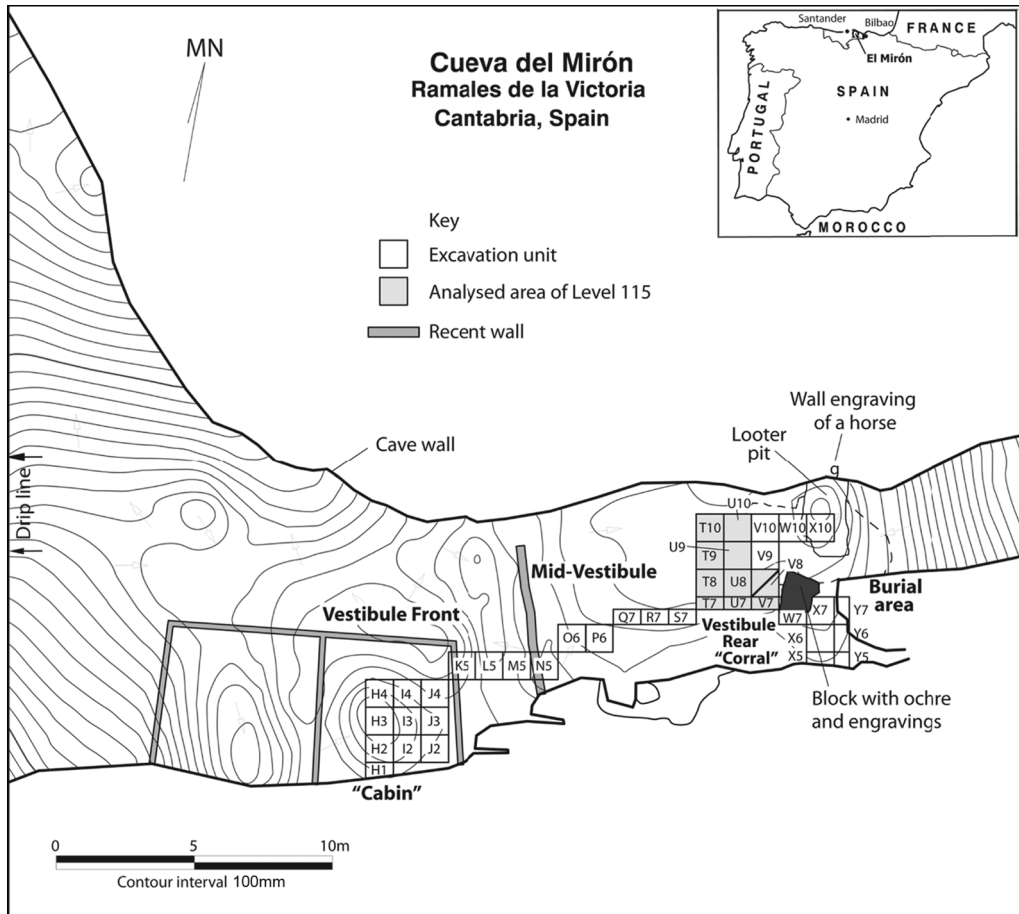 MN
Cueva del Mirón
Ramales de la Victoria
Cantabria, Spain
Santander
Bilbao
FRANCE
El Mirón
SPAIN
PORTUGAL
Madrid
MOROCCO
Key
Excavation unit
Analysed area of Level 115
Recent wall
Wall engraving
of a horse
Looter
pit
Cave wall
Drip line
g
U10
T10
V10
W10
X10
U9
T9
V9
V8
T8
U8
Mid-Vestibule
Burial
area
T7
U7
V7
Vestibule Front
Q7
R7
S7
W7
X7
Y7
Vestibule
Rear
"Corral"
O6
P6
X6
Y6
K5
L5
M5
N5
X5
Y5
H4
I4
J4
H3
I3
J3
H2
I2
J2
H1
Block with ochre
and engravings
"Cabin"
0
5
10m
Contour interval 100mm